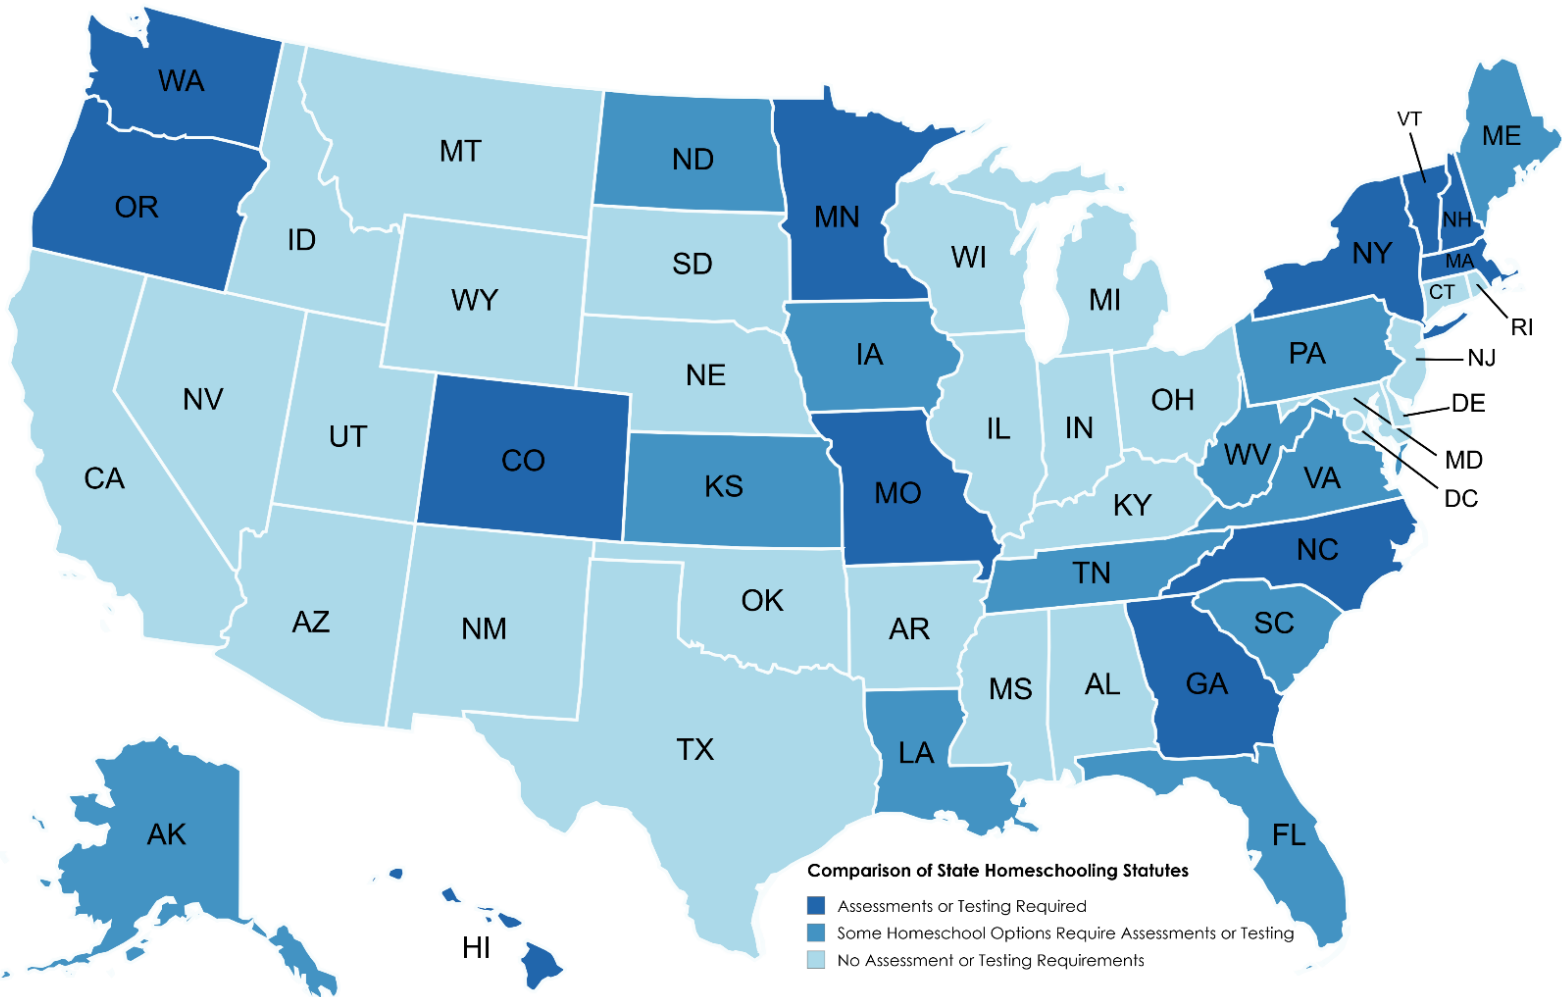 WA
VT
ME
MT
ND
OR
MN
NH
ID
NY
WI
SD
MA
CT
WY
MI
RI
IA
PA
NJ
NE
NV
OH
DE
UT
IL
IN
WV
MD
CO
CA
KS
MO
VA
DC
KY
NC
TN
OK
AZ
NM
AR
SC
MS
AL
GA
TX
LA
AK
FL
HI
Comparison of State Homeschooling Statutes
Assessments or Testing Required
Some Homeschool Options Require Assessments or Testing
No Assessment or Testing Requirements